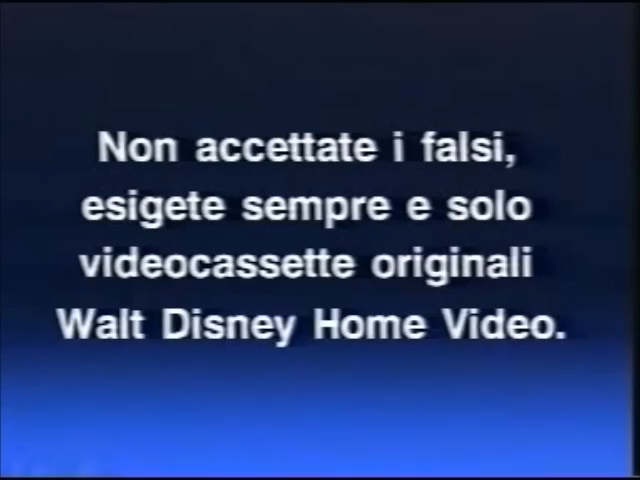 Non accettate i falsi,
esigete sempre e solo
videocassette originali
Walt Disney Home Video.